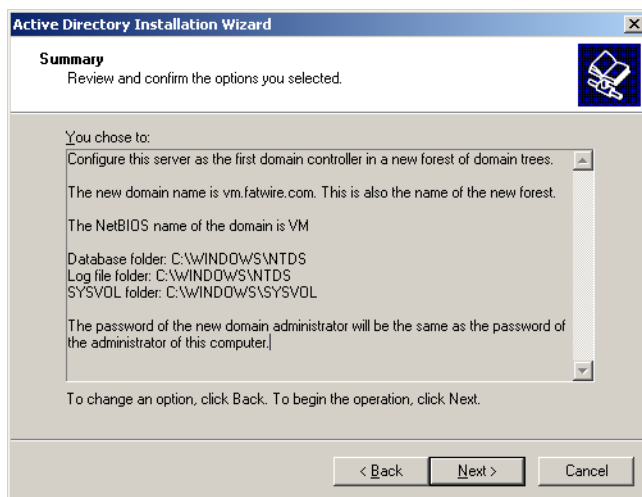 Active Directory Installation Wizard
Summary
Review and confirm the options you selected.
You chose to:
Configure this server as the first domain controller in a new forest of domain trees.
The new domain name is vm.fatwire.com. This is also the name of the new forest.
The NetBIOS name of the domain is VM
Database folder: C:\WINDOWS\NTDS
Log file folder: C:\WINDOWS\NTDS
SYSVOL folder: C:\WINDOWS\SYSVOL
The password of the new domain administrator will be the same as the password of
the administrator of this computer.
To change an option, click Back. To begin the operation, click Next.
< Back Next > Cancel